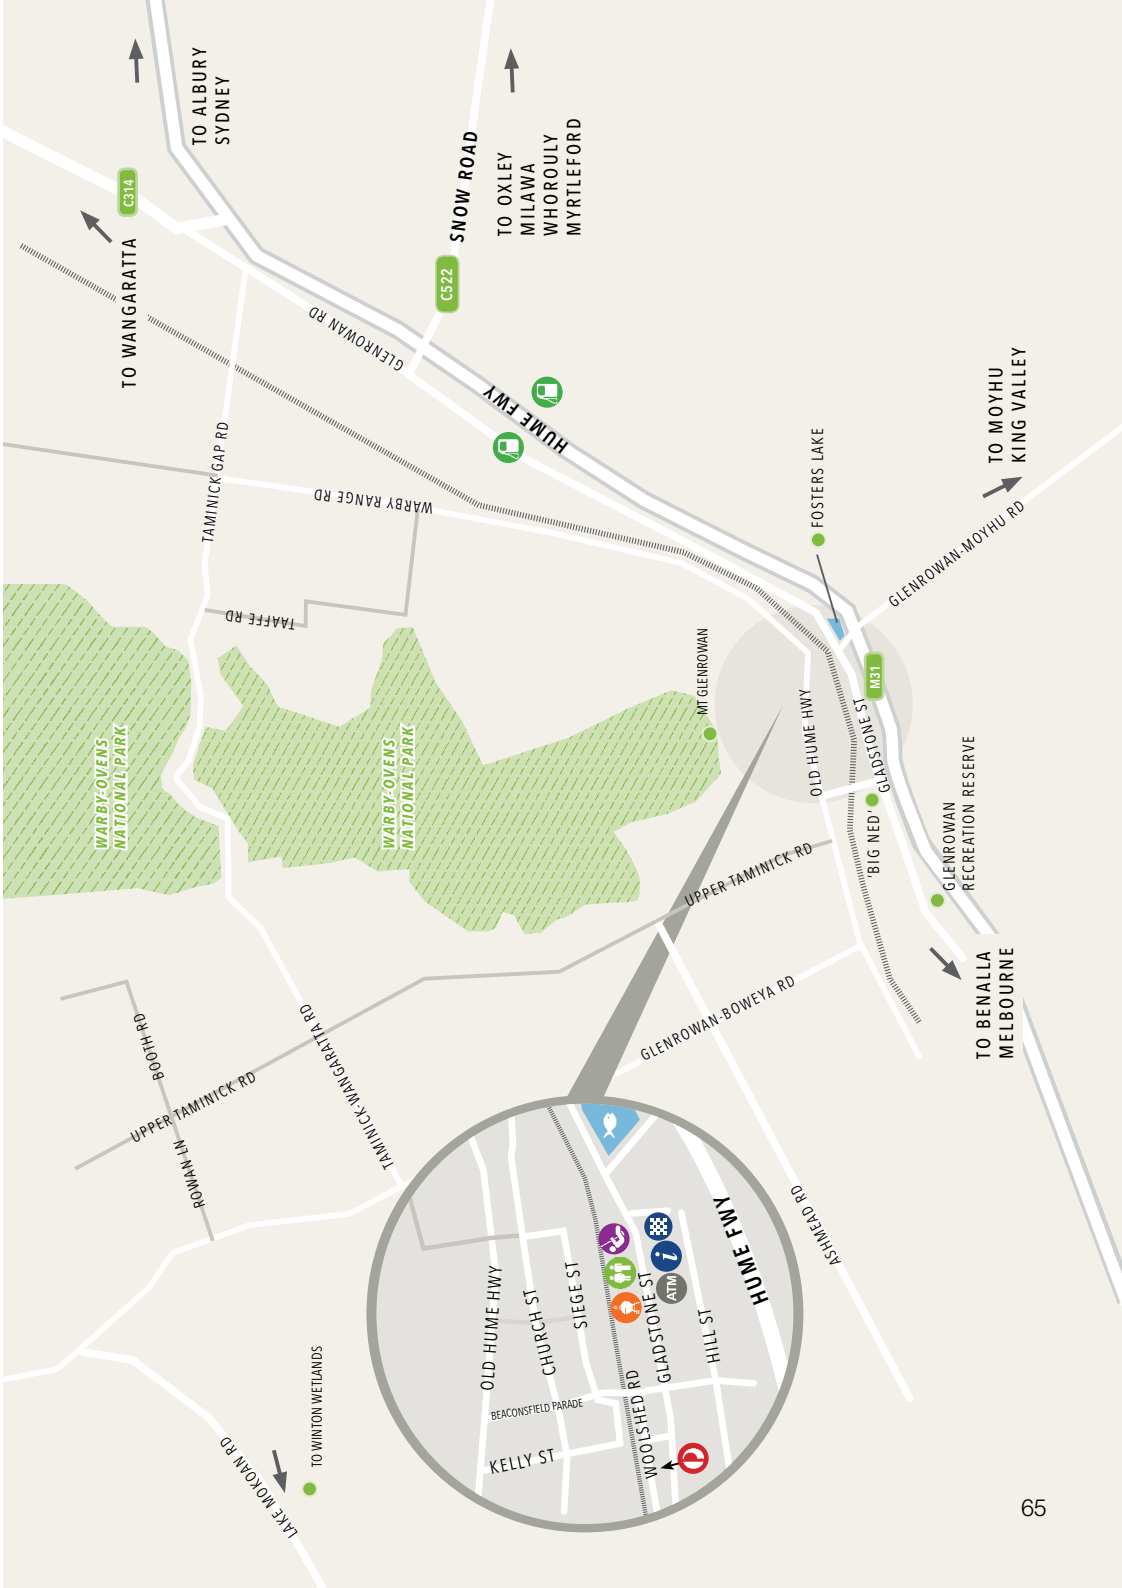 TO ALBURY
SYDNEY
C314
TO WANGARATTA
SNOW ROAD
TO OXLEY
MILAWA
WHOROULY
MYRTLEFORD
C522
GLENROWAN RD
HUME FWY
TAMINICK GAP RD
WARBY RANGE RD
TAAFFE RD
TO MOYHU
KING VALLEY
FOSTERS LAKE
GLENROWAN-MOYHU RD
WARBY-OVENS
NATIONAL PARK
WARBY-OVENS
NATIONAL PARK
MT GLENROWAN
M31
OLD HUME HWY
GLADSTONE ST
'BIG NED'
GLENROWAN
RECREATION RESERVE
UPPER TAMINICK RD
TO BENALLA
MELBOURNE
GLENROWAN-BOWEYA RD
BOOTH RD
UPPER TAMINICK RD
ROWAN LN
TAMINICK-WANGARATTA RD
ASHMEAD RD
OLD HUME HWY
CHURCH ST
SIEGE ST
GLADSTONE ST
HILL ST
HUME FWY
i
ATM
BEACONSFIELD PARADE
KELLY ST
WOOLSHED RD
TO WINTON WETLANDS
LAKE MOKOAN RD
65